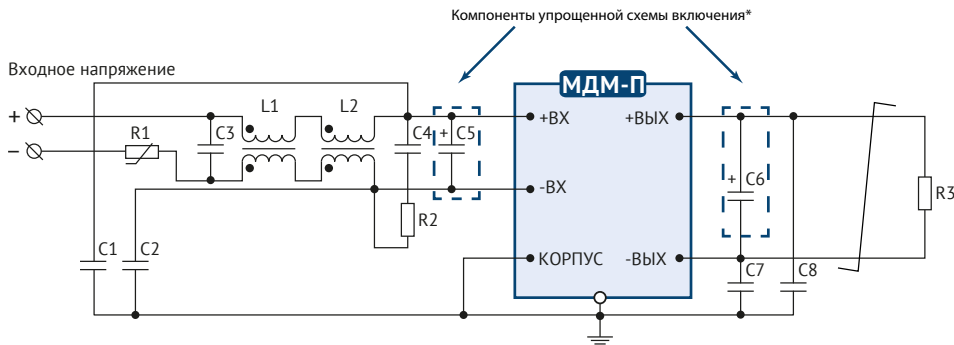 Компоненты упрощенной схемы включения*
Входное напряжение
МДМ-П
L1 L2
+
R1
C3
C4
+ C5
+ВХ
+ВЫХ
–
-ВХ
+ C6
R3
R2
C1 C2
КОРПУС
-ВЫХ
C7 C8